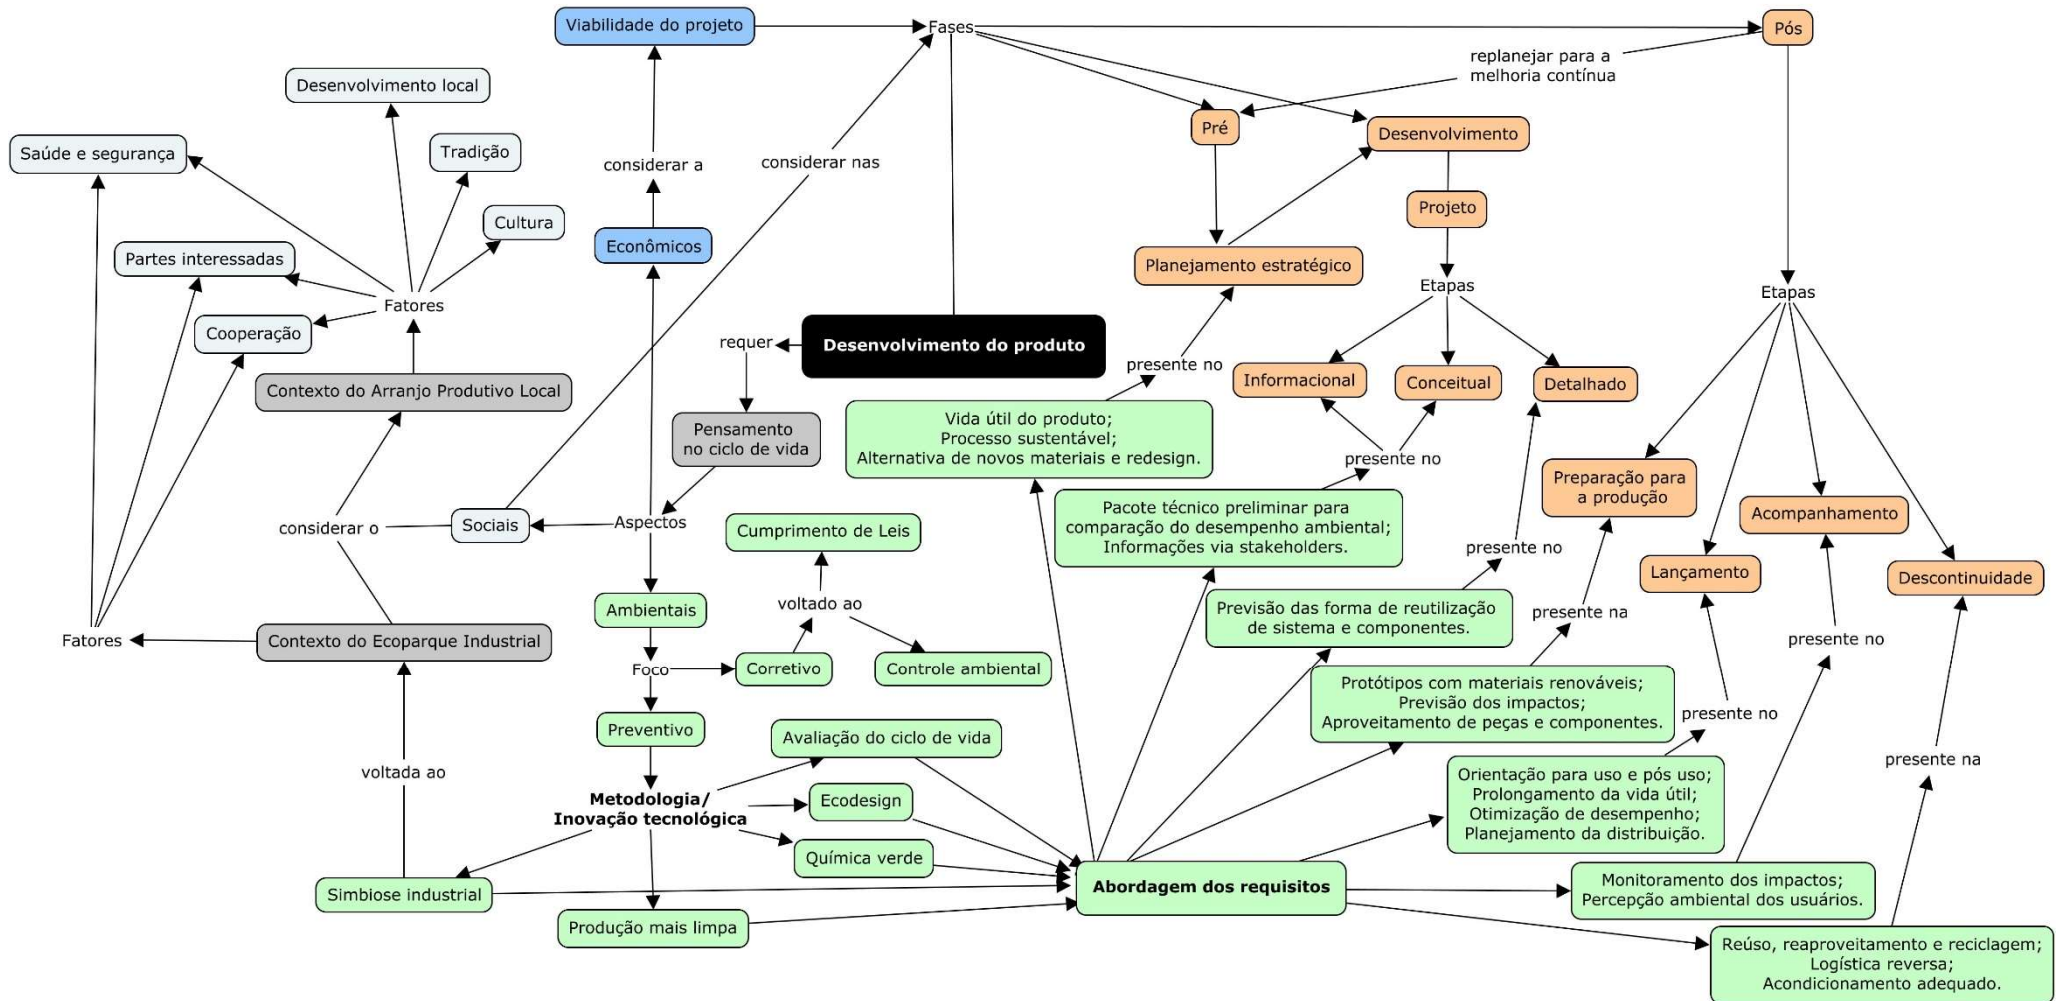 Viabilidade do projeto
Fases
Pós
replanejar para a
melhoria contínua
Desenvolvimento local
Pré
Desenvolvimento
Saúde e segurança
Tradição
considerar a
considerar nas
Projeto
Cultura
Econômicos
Partes interessadas
Planejamento estratégico
Fatores
Etapas
Etapas
Cooperação
requer
Desenvolvimento do produto
presente no
Contexto do Arranjo Produtivo Local
Informacional
Conceitual
Detalhado
Pensamento
no ciclo de vida
Vida útil do produto;
Processo sustentável;
Alternativa de novos materiais e redesign.
presente no
Preparação para
a produção
considerar o
Sociais
Aspectos
Cumprimento de Leis
Pacote técnico preliminar para
comparação do desempenho ambiental;
Informações via stakeholders.
Acompanhamento
presente no
Lançamento
Descontinuidade
Ambientais
voltado ao
Previsão das forma de reutilização
de sistema e componentes.
presente na
Fatores
Contexto do Ecoparque Industrial
presente no
Foco
Corretivo
Controle ambiental
Protótipos com materiais renováveis;
Previsão dos impactos;
Aproveitamento de peças e componentes.
presente no
Preventivo
Avaliação do ciclo de vida
presente na
voltada ao
Orientação para uso e pós uso;
Prolongamento da vida útil;
Otimização de desempenho;
Planejamento da distribuição.
Metodologia/
Inovação tecnológica
Ecodesign
Química verde
Simbiose industrial
Abordagem dos requisitos
Monitoramento dos impactos;
Percepção ambiental dos usuários.
Produção mais limpa
Reúso, reaproveitamento e reciclagem;
Logística reversa;
Acondicionamento adequado.